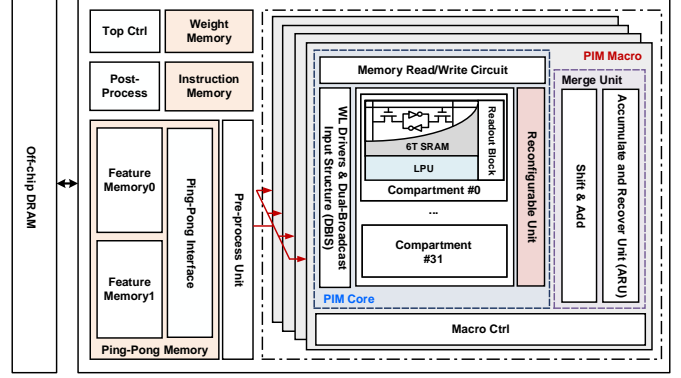 Off-chip DRAM
Top Ctrl
Weight
Memory
Post-
Process
Instruction
Memory
Feature
Memory0
Feature
Memory1
Ping-Pong Interface
Ping-Pong Memory
Pre-process Unit
PIM Macro
Memory Read/Write Circuit
WL Drivers & Dual-Broadcast
Input Structure (DBIS)
6T SRAM
LPU
Readout Block
Compartment #0
...
Compartment
#31
Reconfigurable Unit
PIM Core
Merge Unit
Shift & Add
Accumulate and Recover Unit (ARU)
Macro Ctrl